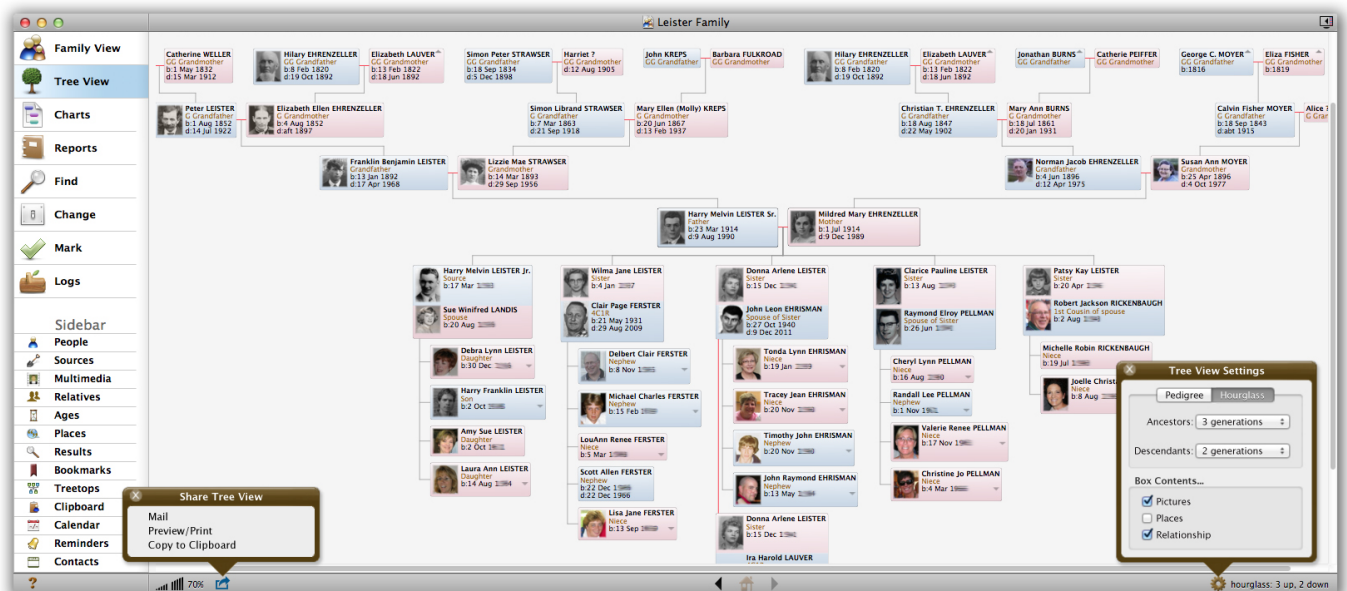 Leister Family
Family View
Tree View
Charts
Reports
Find
Change
Mark
Logs
Sidebar
People
Sources
Multimedia
Relatives
Ages
Places
Results
Bookmarks
Treetops
Clipboard
Calendar
Reminders
Contacts
?
Catherine WELLER
GG Grandmother
b:1 May 1832
d:15 Mar 1912
Hilary EHRENZELLER
GG Grandfather
b:8 Feb 1820
d:19 Oct 1892
Elizabeth LAUVER
GG Grandmother
b:13 Feb 1822
d:18 Jun 1892
Simon Peter STRAWSER
GG Grandfather
b:18 Sep 1834
d:5 Dec 1898
Harriet ?
GG Grandmother
d:12 Aug 1905
John KREPS
GG Grandfather
Barbara FULKROAD
GG Grandmother
Hilary EHRENZELLER
GG Grandfather
b:8 Feb 1820
d:19 Oct 1892
Elizabeth LAUVER
GG Grandmother
b:13 Feb 1822
d:18 Jun 1892
Jonathan BURNS
GG Grandfather
Catherie PEIFFER
GG Grandmother
George C. MOYER
GG Grandfather
b:1816
Eliza FISHER
GG Grandmother
b:1819
Peter LEISTER
G Grandfather
b:1 Aug 1852
d:14 Jul 1922
Elizabeth Ellen EHRENZELLER
G Grandmother
b:4 Aug 1852
d:aft 1897
Simon Librand STRAWSER
G Grandfather
b:7 Mar 1863
d:21 Sep 1918
Mary Ellen (Molly) KREPS
G Grandmother
b:20 Jun 1867
d:13 Feb 1937
Christian T. EHRENZELLER
G Grandfather
b:18 Aug 1847
d:22 May 1902
Mary Ann BURNS
G Grandmother
b:18 Jul 1861
d:20 Jan 1931
Calvin Fisher MOYER
G Grandfather
b:18 Sep 1843
d:abt 1915
Alice
G Gran
Franklin Benjamin LEISTER
Grandfather
b:13 Jan 1892
d:17 Apr 1968
Lizzie Mae STRAWSER
Grandmother
b:14 Mar 1893
d:29 Sep 1956
Norman Jacob EHRENZELLER
Grandfather
b:4 Jun 1896
d:12 Apr 1975
Susan Ann MOYER
Grandmother
b:25 Apr 1896
d:4 Oct 1977
Harry Melvin LEISTER Sr.
Father
b:23 Mar 1914
d:9 Aug 1990
Mildred Mary EHRENZELLER
Mother
b:1 Jul 1914
d:9 Dec 1989
Harry Melvin LEISTER Jr.
Source
b:17 Mar
Sue Winifred LANDIS
Spouse
b:20 Aug
Debra Lynn LEISTER
Daughter
b:30 Dec
Harry Franklin LEISTER
Son
b:2 Oct
Amy Sue LEISTER
Daughter
b:2 Oct
Laura Ann LEISTER
Daughter
b:14 Aug
Wilma Jane LEISTER
Sister
b:4 Jan
Clair Page FERSTER
4C1R
b:21 May 1931
d:29 Aug 2009
Delbert Clair FERSTER
Nephew
b:8 Nov
Michael Charles FERSTER
Nephew
b:15 Feb
LouAnn Renee FERSTER
Niece
b:5 Mar
Scott Allen FERSTER
Nephew
b:22 Dec
d:22 Dec 1966
Lisa Jane FERSTER
Niece
b:13 Sep
Donna Arlene LEISTER
Sister
b:15 Dec
John Leon EHRISMAN
Spouse of Sister
b:27 Oct 1940
d:9 Dec 2011
Tonda Lynn EHRISMAN
Niece
b:19 Jan
Tracey Jean EHRISMAN
Niece
b:20 Nov
Timothy John EHRISMAN
Nephew
b:20 Nov
John Raymond EHRISMAN
Nephew
b:13 May
Donna Arlene LEISTER
Sister
b:15 Dec
Ira Harold LAUVER
Clarice Pauline LEISTER
Sister
b:13 Aug
Raymond Elroy PELLMAN
Spouse of Sister
b:26 Jun
Cheryl Lynn PELLMAN
Niece
b:16 Aug
Randall Lee PELLMAN
Nephew
b:1 Nov
Valerie Renee PELLMAN
Niece
b:17 Nov
Christine Jo PELLMAN
Niece
b:4 Mar
Patsy Kay LEISTER
Sister
b:20 Apr
Robert Jackson RICKENBAUGH
1st Cousin of spouse
b:2 Aug
Michelle Robin RICKENBAUGH
Niece
b:19 Jul
Joelle Christ
Niece
b:8 Aug
Share Tree View
Mail
Preview/Print
Copy to Clipboard
70%
Tree View Settings
Pedigree Hourglass
Ancestors: 3 generations
Descendants: 2 generations
Box Contents...
Pictures
Places
Relationship
hourglass: 3 up, 2 down